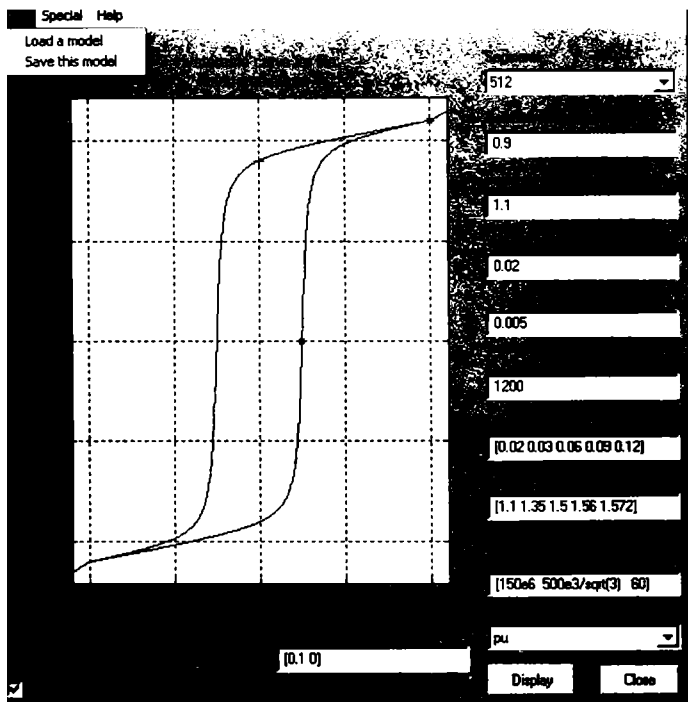 Special Help
Load a model
Save this model
512
0.9
1.1
0.02
0.005
1200
[0.02 0.03 0.06 0.09 0.12]
[1.1 1.35 1.5 1.56 1.572]
[150e6 500e3/sqrt(3) 60]
pu
[0.1 0]
Display Close